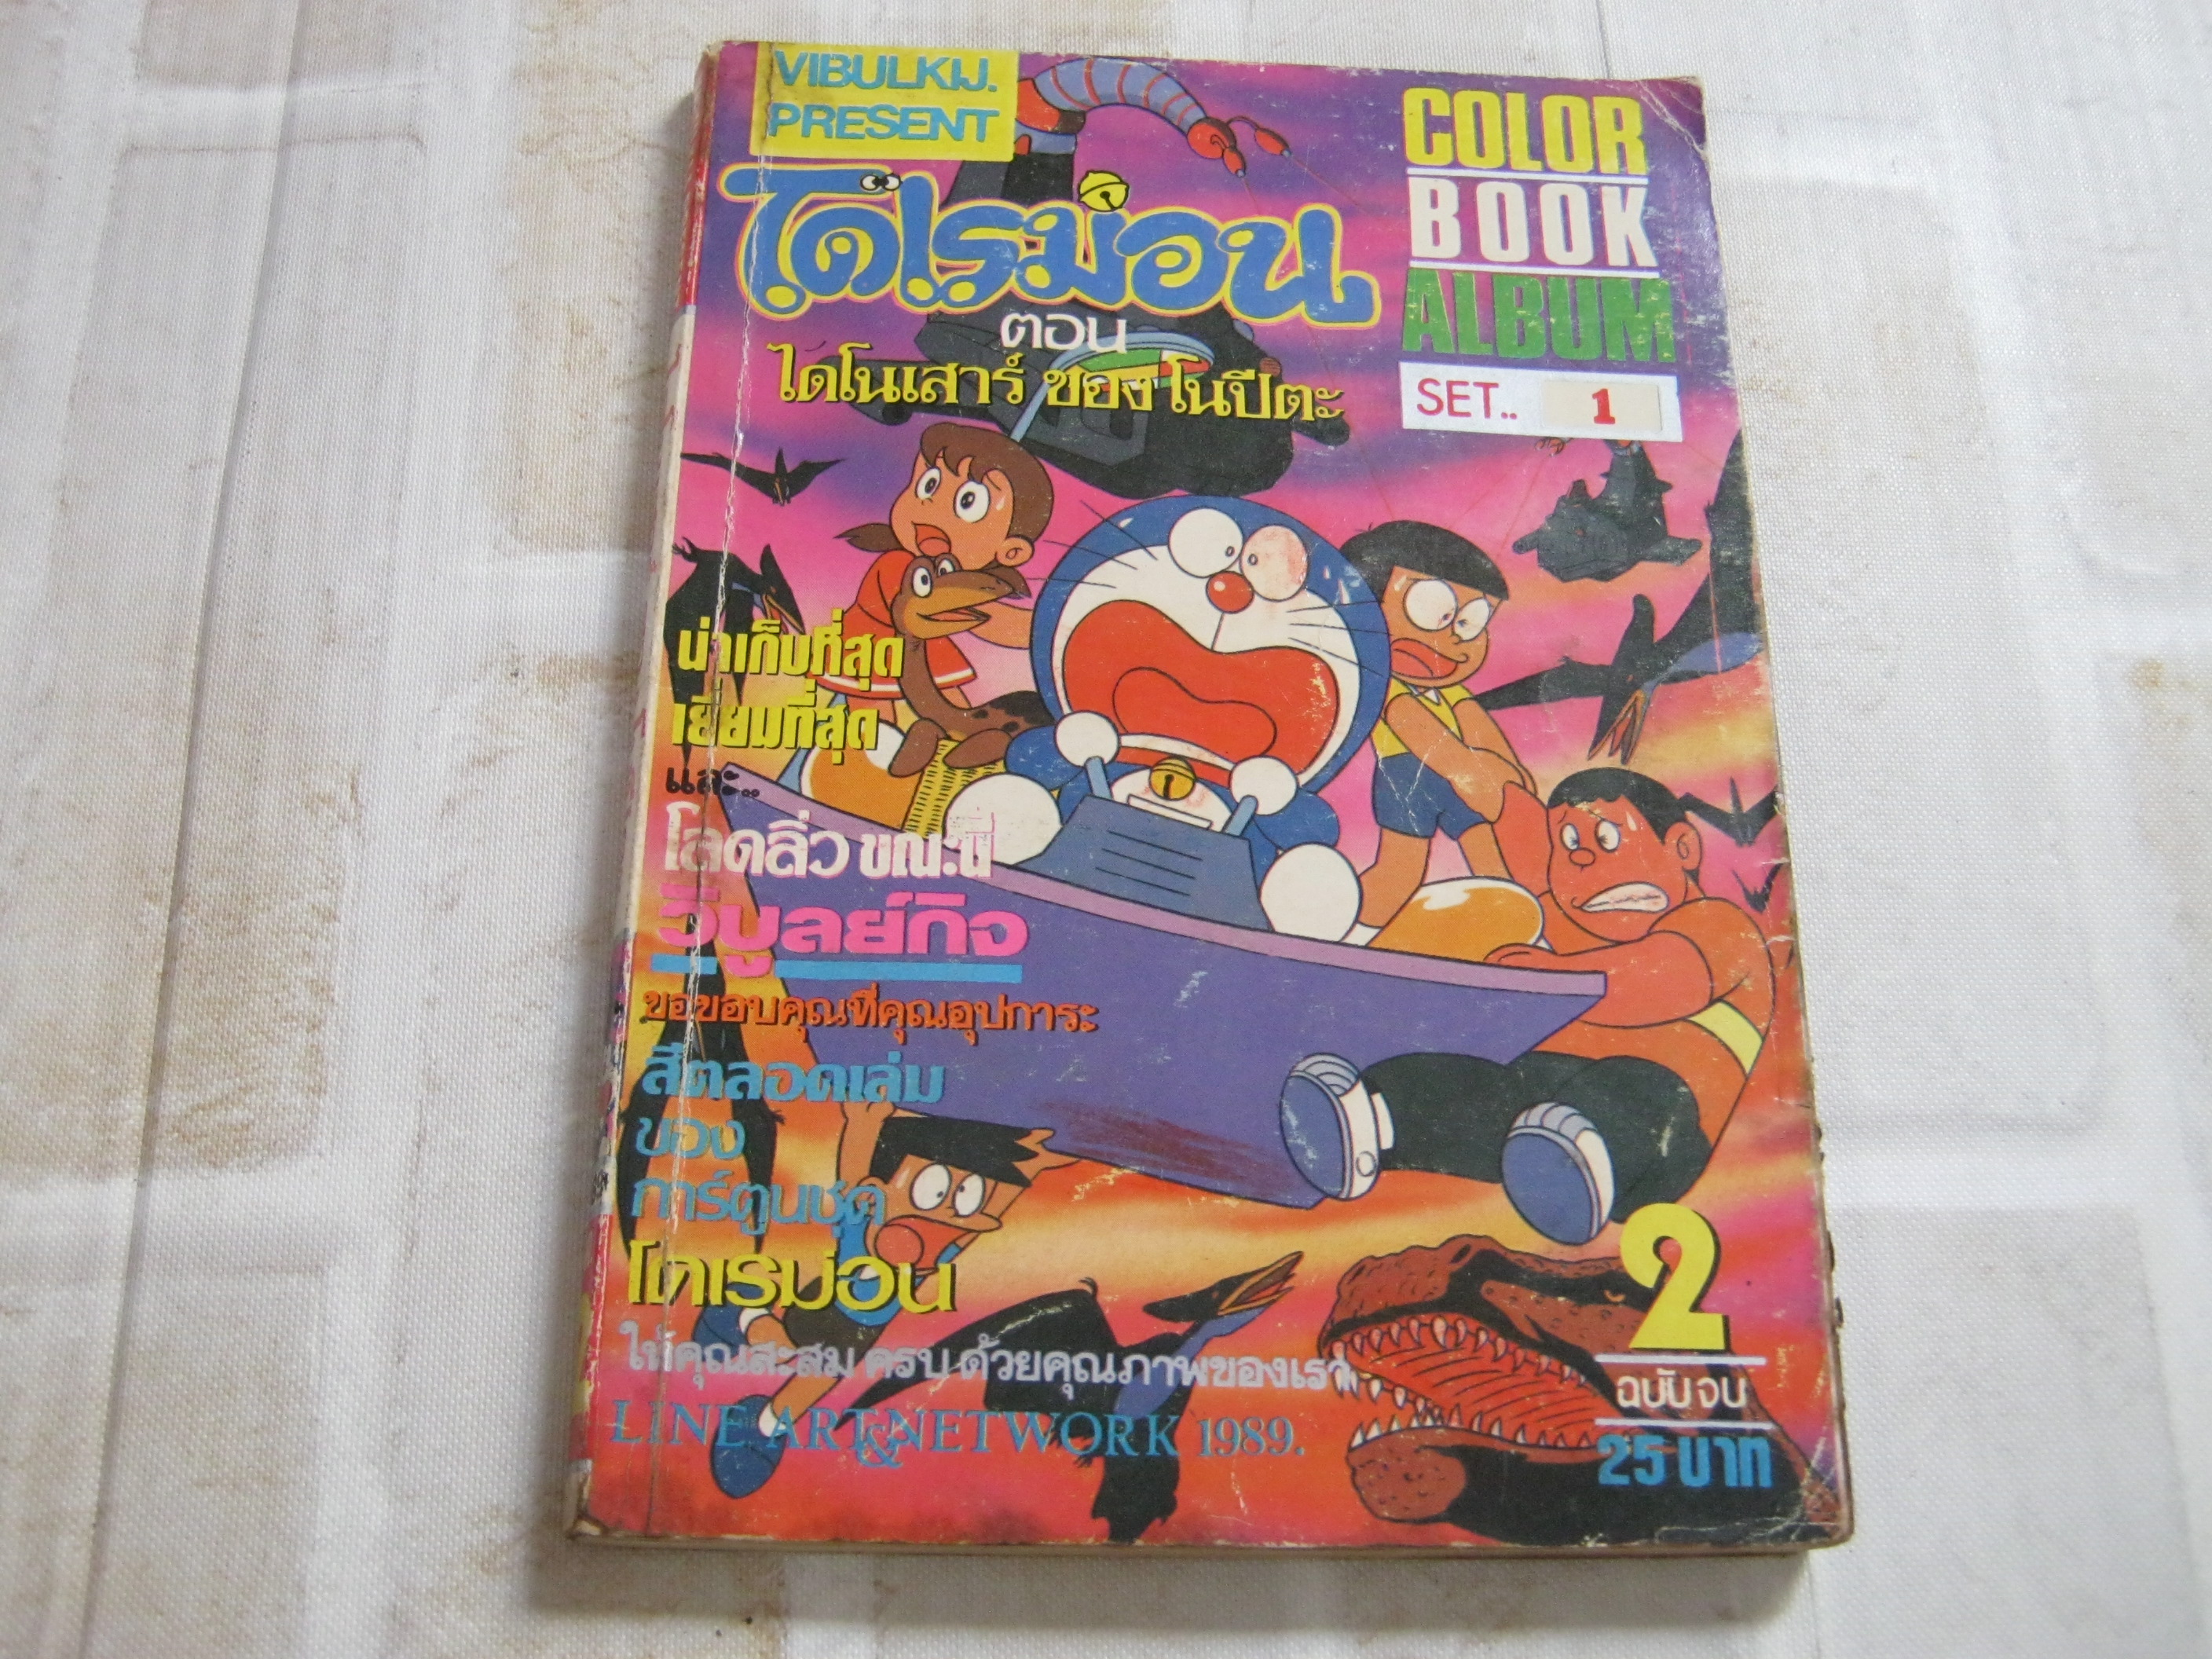 VIBULKIJ.
PRESENT
COLOR
BOOK
ALBUM
SET.. 1
โดเรม่อน
ตอน
ไดโนเสาร์ ของ โนบีตะ
น่าเก็บที่สุด
เยี่ยมที่สุด
และ..
โลดลิ่ว ขณะนี้
วิบูลย์กิจ
ขอขอบคุณที่คุณอุปการะ
สีตลอดเล่ม
ของ
การ์ตูนชุด
โดเรม่อน
ให้คุณสะสม ครบ ด้วยคุณภาพของเรา
LINE ART & NETWORK 1989.
2
ฉบับจบ
25 บาท